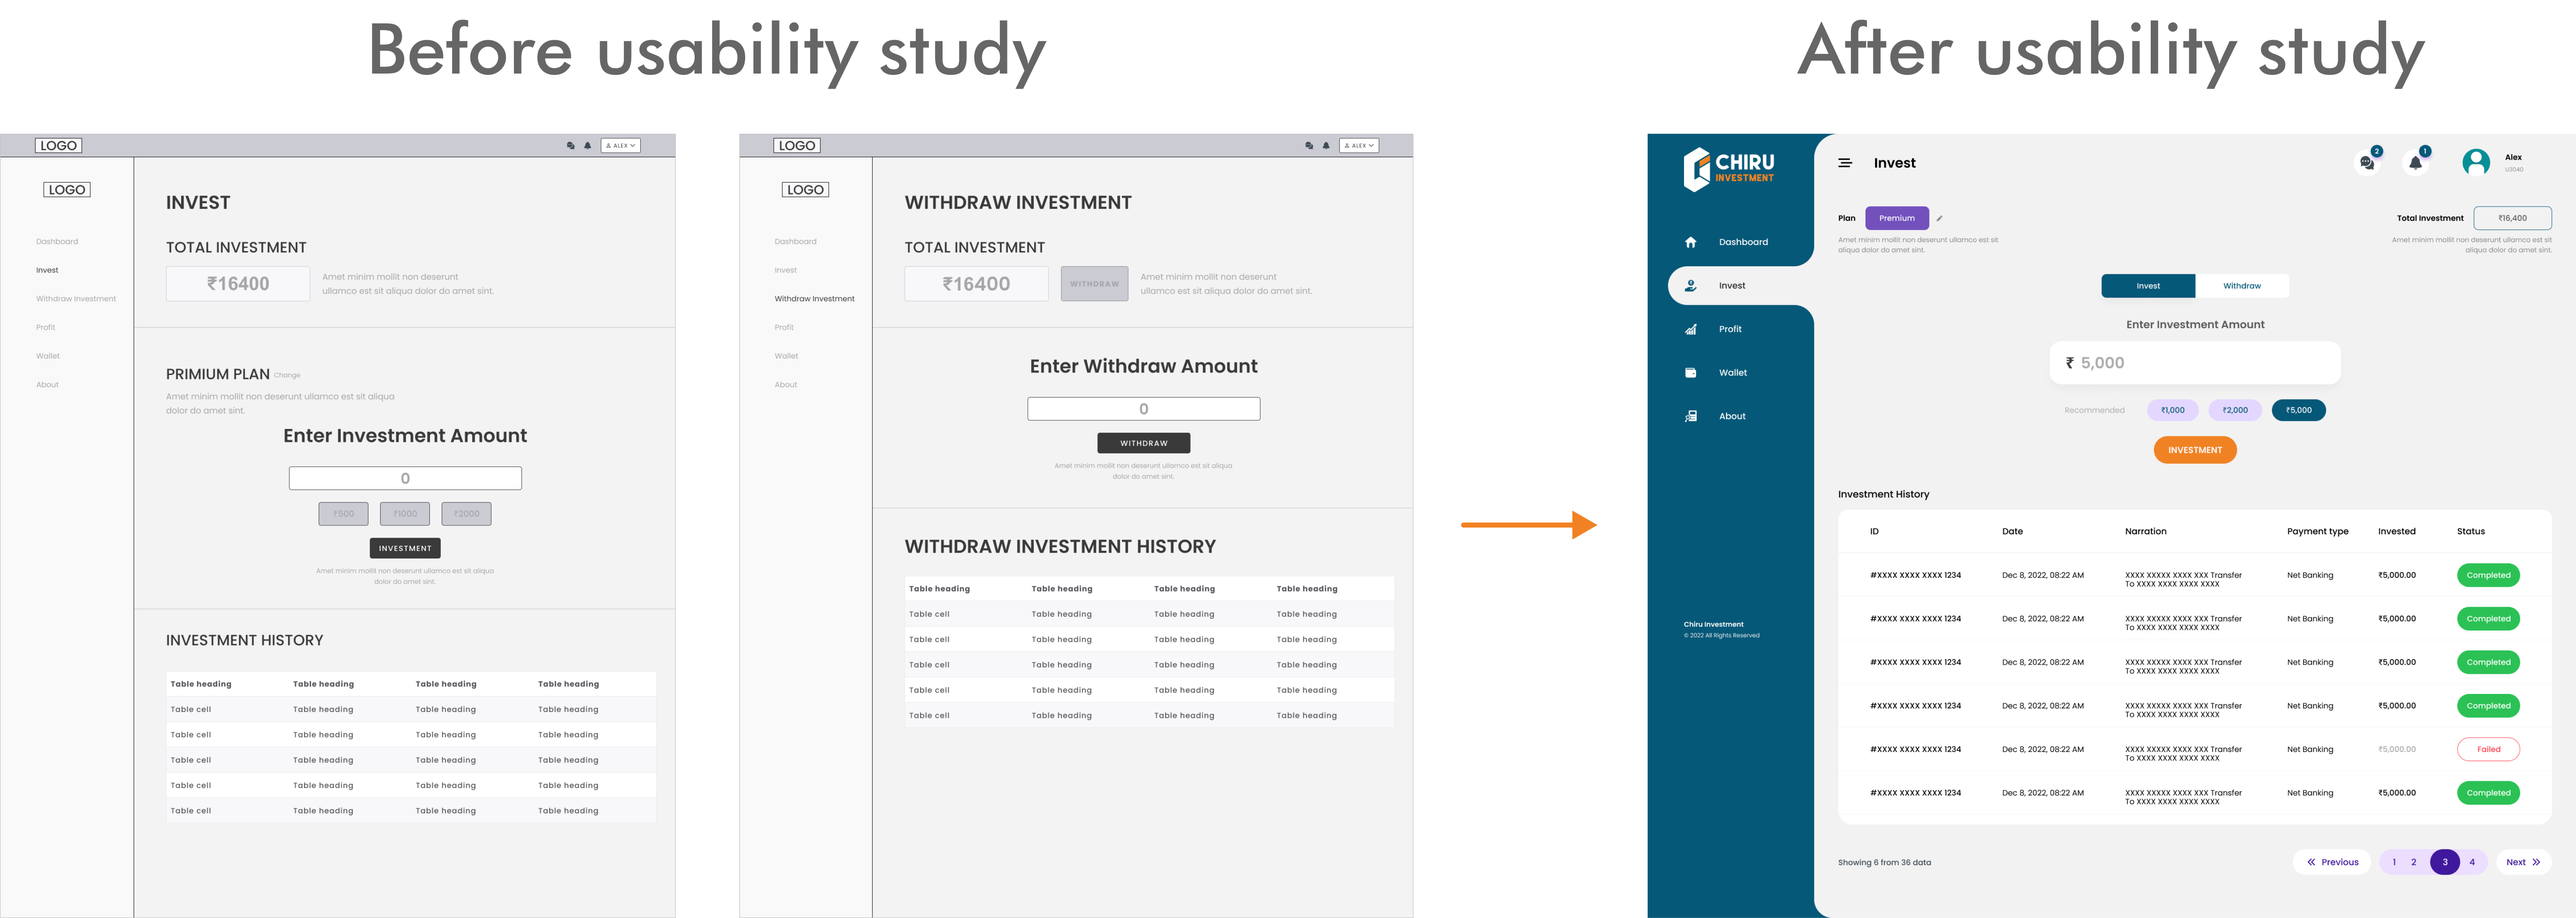 Before usability study
After usability study
LOGO
ALEX
LOGO
Dashboard
Invest
Withdraw Investment
Profit
Wallet
About
INVEST
TOTAL INVESTMENT
₹16400
Amet minim mollit non deserunt
ullamco est sit aliqua dolor do amet sint.
PRIMIUM PLAN Change
Amet minim mollit non deserunt ullamco est sit aliqua
dolor do amet sint.
Enter Investment Amount
0
₹500 ₹1000 ₹2000
INVESTMENT
Amet minim mollit non deserunt ullamco est sit aliqua
dolor do amet sint.
INVESTMENT HISTORY
Table heading Table heading Table heading Table heading
Table cell Table heading Table heading Table heading
Table cell Table heading Table heading Table heading
Table cell Table heading Table heading Table heading
Table cell Table heading Table heading Table heading
Table cell Table heading Table heading Table heading
LOGO
ALEX
LOGO
Dashboard
Invest
Withdraw Investment
Profit
Wallet
About
WITHDRAW INVESTMENT
TOTAL INVESTMENT
₹16400
WITHDRAW
Amet minim mollit non deserunt
ullamco est sit aliqua dolor do amet sint.
Enter Withdraw Amount
0
WITHDRAW
Amet minim mollit non deserunt ullamco est sit aliqua
dolor do amet sint.
WITHDRAW INVESTMENT HISTORY
Table heading Table heading Table heading Table heading
Table cell Table heading Table heading Table heading
Table cell Table heading Table heading Table heading
Table cell Table heading Table heading Table heading
Table cell Table heading Table heading Table heading
Table cell Table heading Table heading Table heading
CHIRU
INVESTMENT
Dashboard
Invest
Profit
Wallet
About
Chiru Investment
© 2022 All Rights Reserved
Invest
2
1
Alex
U3040
Plan Premium
Amet minim mollit non deserunt ullamco est sit
aliqua dolor do amet sint.
Total Investment ₹16,400
Amet minim mollit non deserunt ullamco est sit
aliqua dolor do amet sint.
Invest Withdraw
Enter Investment Amount
₹ 5,000
Recommended ₹1,000 ₹2,000 ₹5,000
INVESTMENT
Investment History
ID Date Narration Payment type Invested Status
#XXXX XXXX XXXX 1234 Dec 8, 2022, 08:22 AM XXXX XXXXX XXXX XXX Transfer
To XXXX XXXX XXXX XXXX Net Banking ₹5,000.00 Completed
#XXXX XXXX XXXX 1234 Dec 8, 2022, 08:22 AM XXXX XXXXX XXXX XXX Transfer
To XXXX XXXX XXXX XXXX Net Banking ₹5,000.00 Completed
#XXXX XXXX XXXX 1234 Dec 8, 2022, 08:22 AM XXXX XXXXX XXXX XXX Transfer
To XXXX XXXX XXXX XXXX Net Banking ₹5,000.00 Completed
#XXXX XXXX XXXX 1234 Dec 8, 2022, 08:22 AM XXXX XXXXX XXXX XXX Transfer
To XXXX XXXX XXXX XXXX Net Banking ₹5,000.00 Completed
#XXXX XXXX XXXX 1234 Dec 8, 2022, 08:22 AM XXXX XXXXX XXXX XXX Transfer
To XXXX XXXX XXXX XXXX Net Banking ₹5,000.00 Failed
#XXXX XXXX XXXX 1234 Dec 8, 2022, 08:22 AM XXXX XXXXX XXXX XXX Transfer
To XXXX XXXX XXXX XXXX Net Banking ₹5,000.00 Completed
Showing 6 from 36 data
« Previous 1 2 3 4 Next »